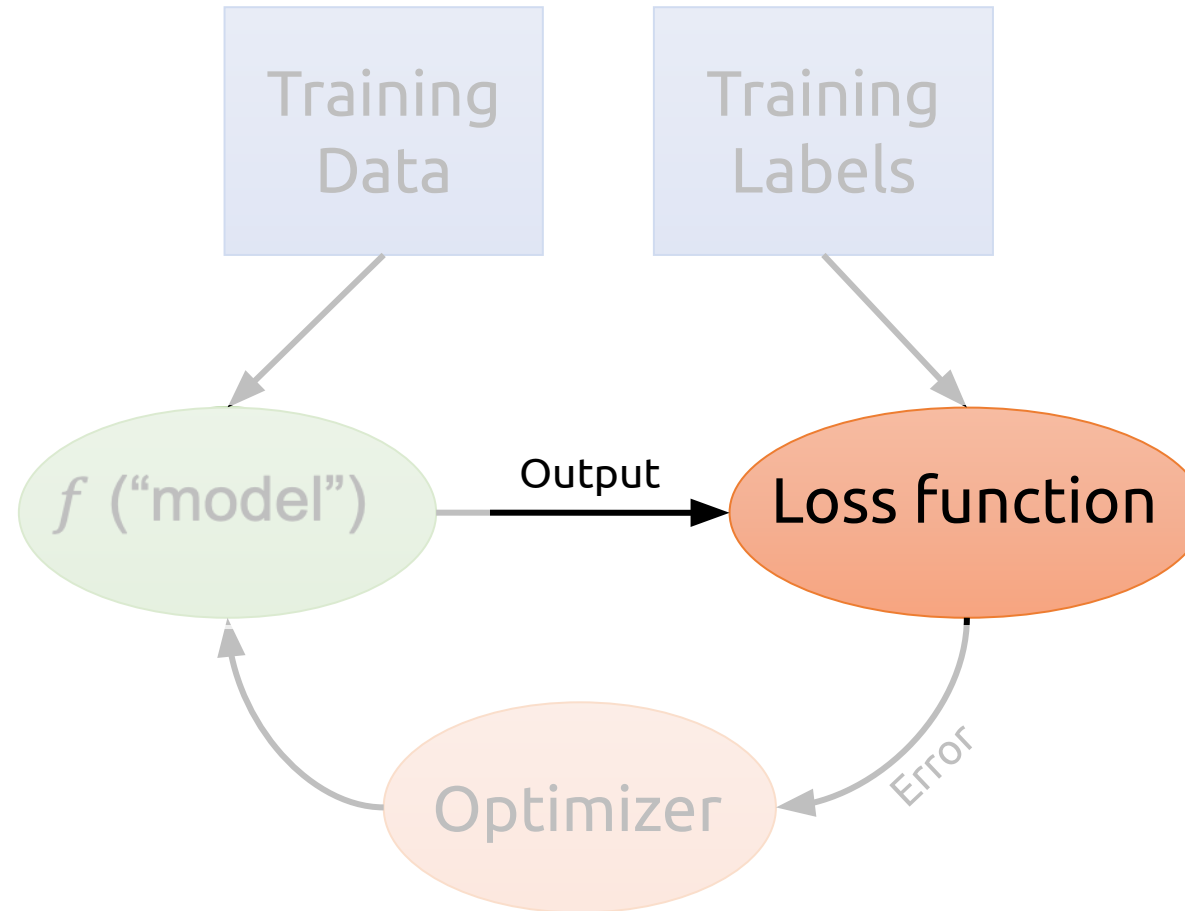 Training
Data
Training
Labels
f (“model”)
Output
Loss function
Error
Optimizer